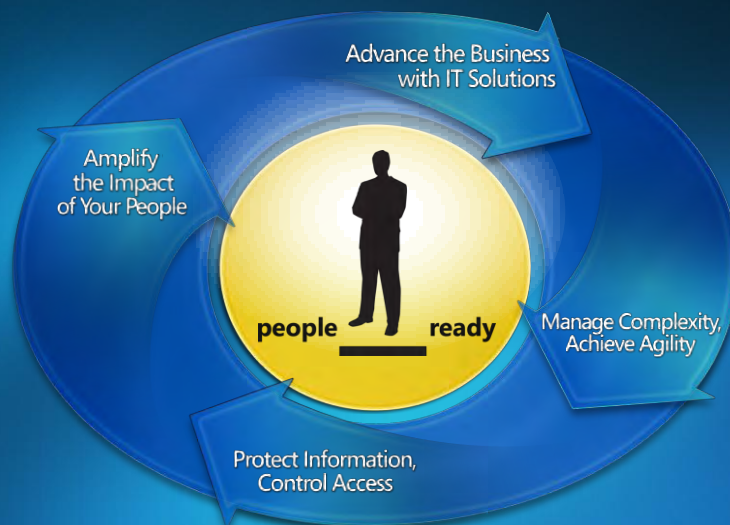 Advance the Business
with IT Solutions
Amplify
the Impact
of Your People
people ready
Manage Complexity,
Achieve Agility
Protect Information,
Control Access